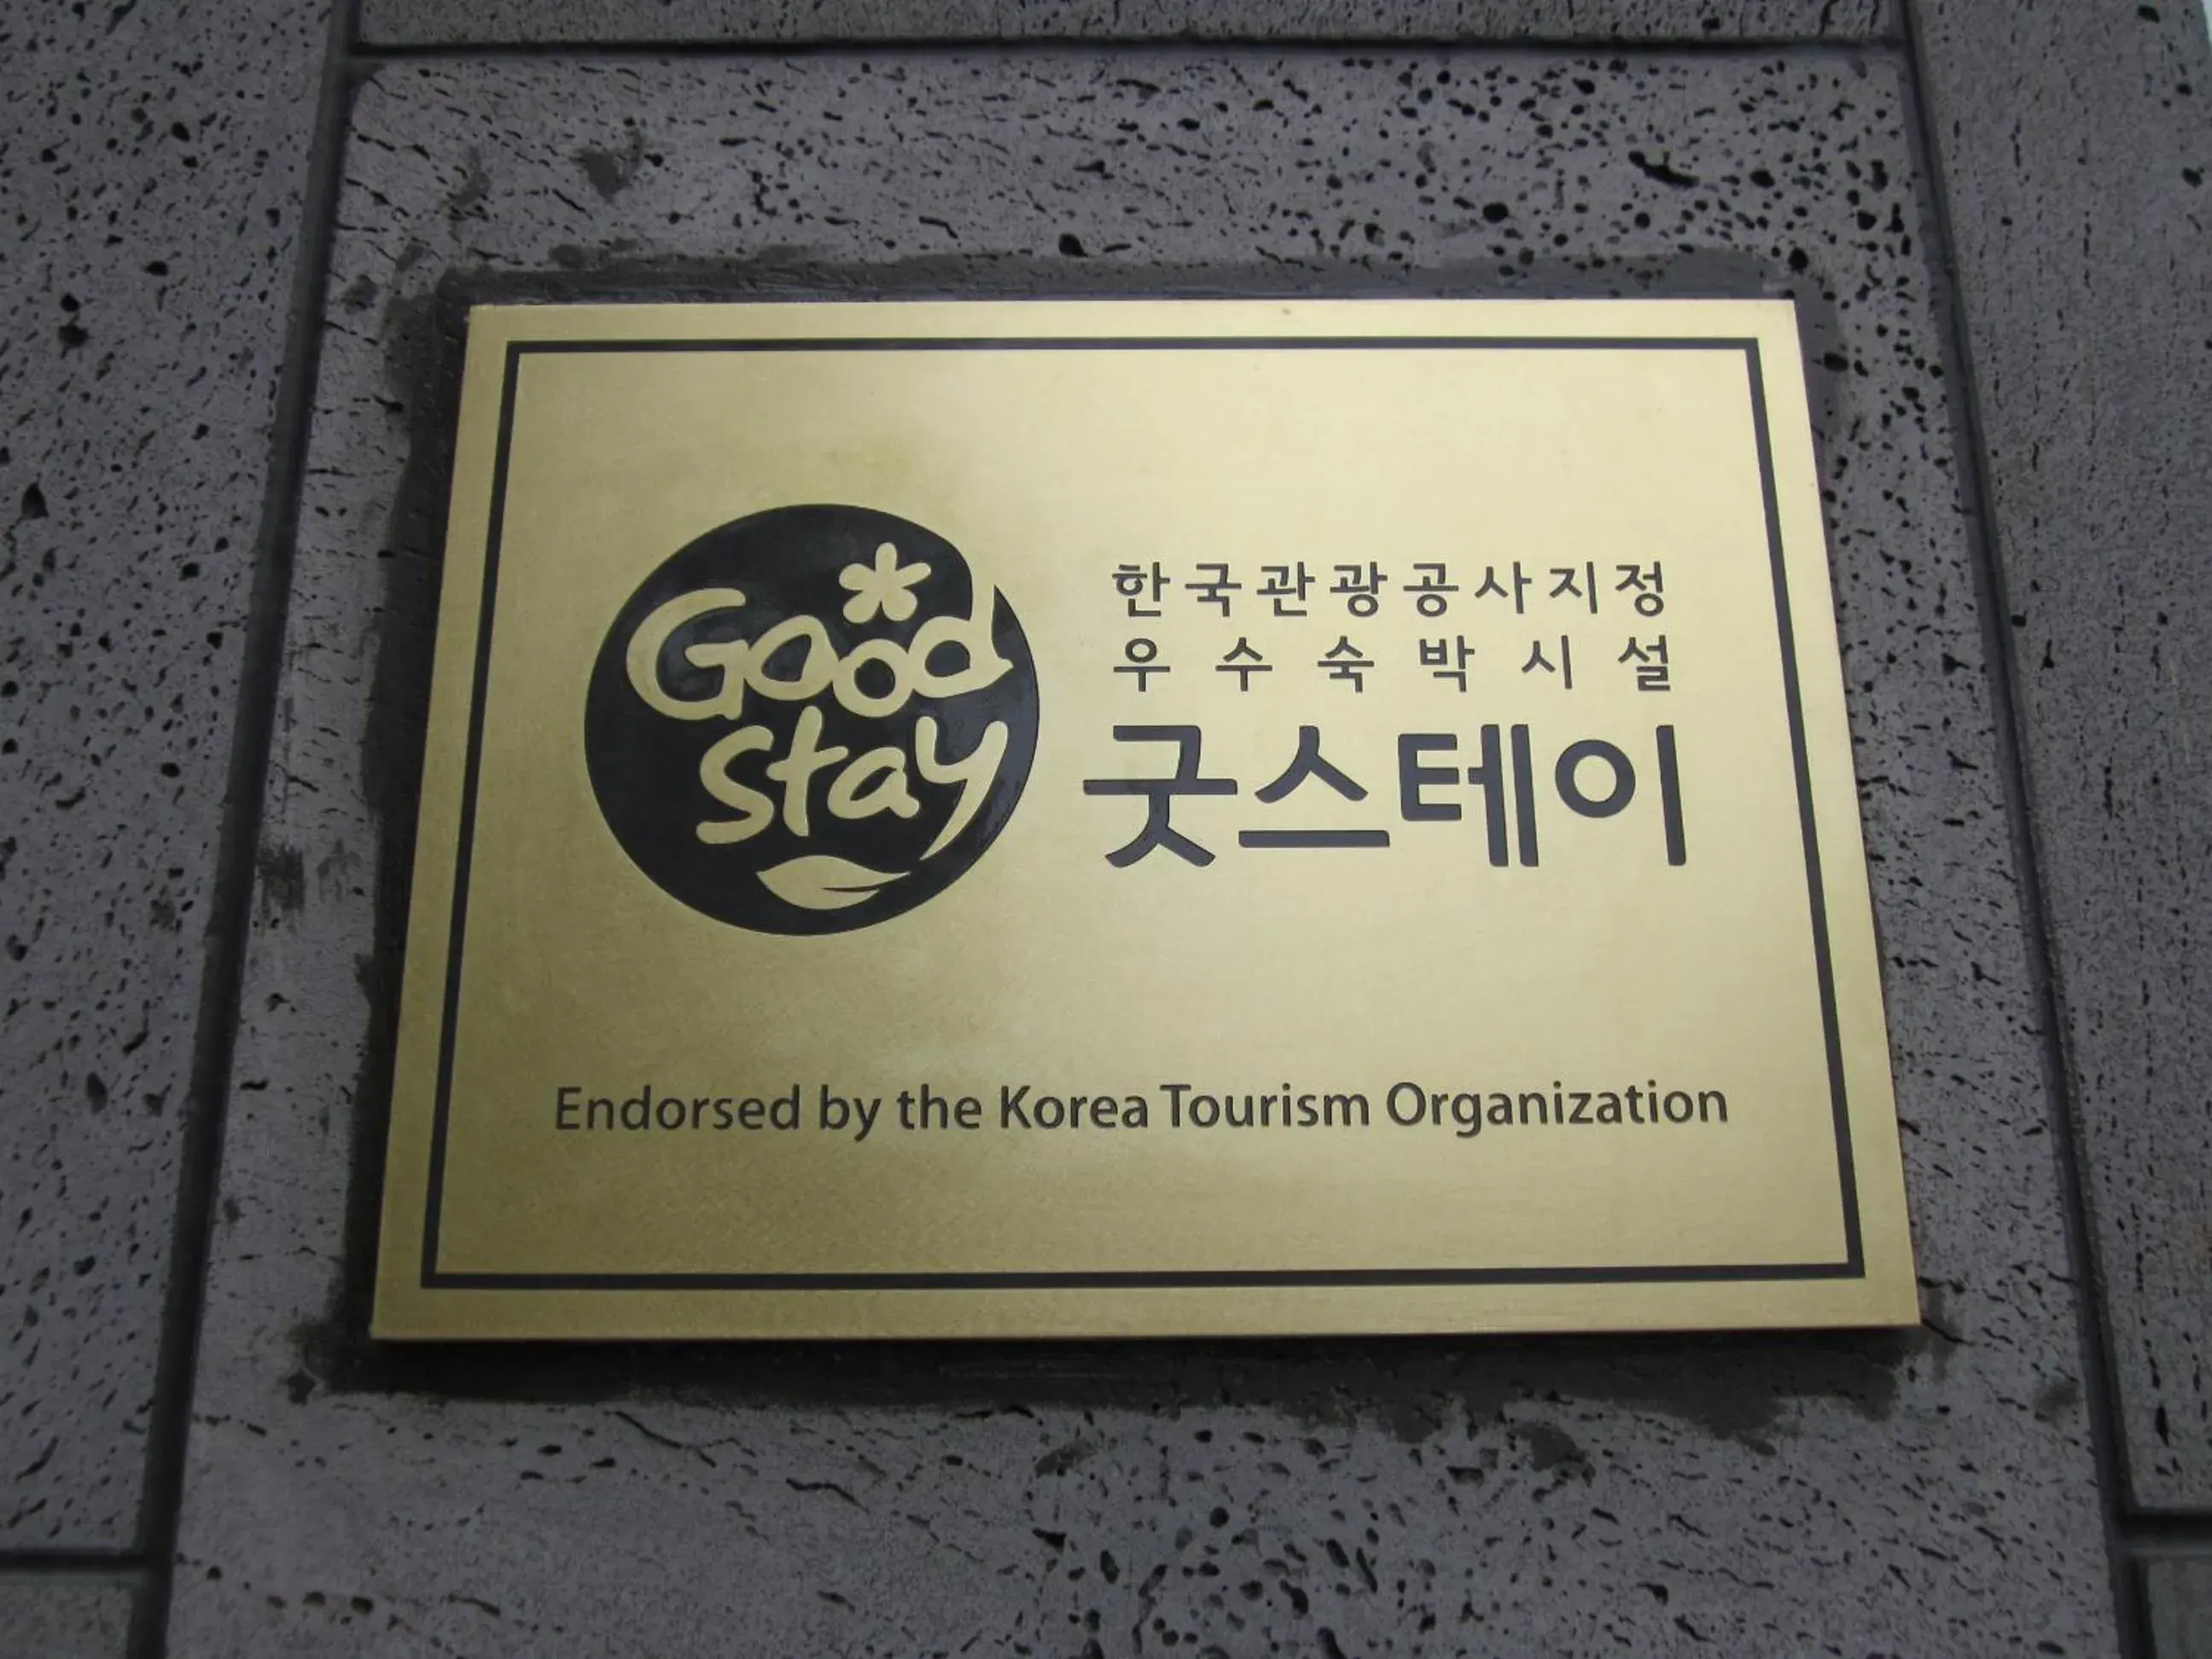 Good
stay
한국관광공사지정
우수숙박시설
굿스테이
Endorsed by the Korea Tourism Organization